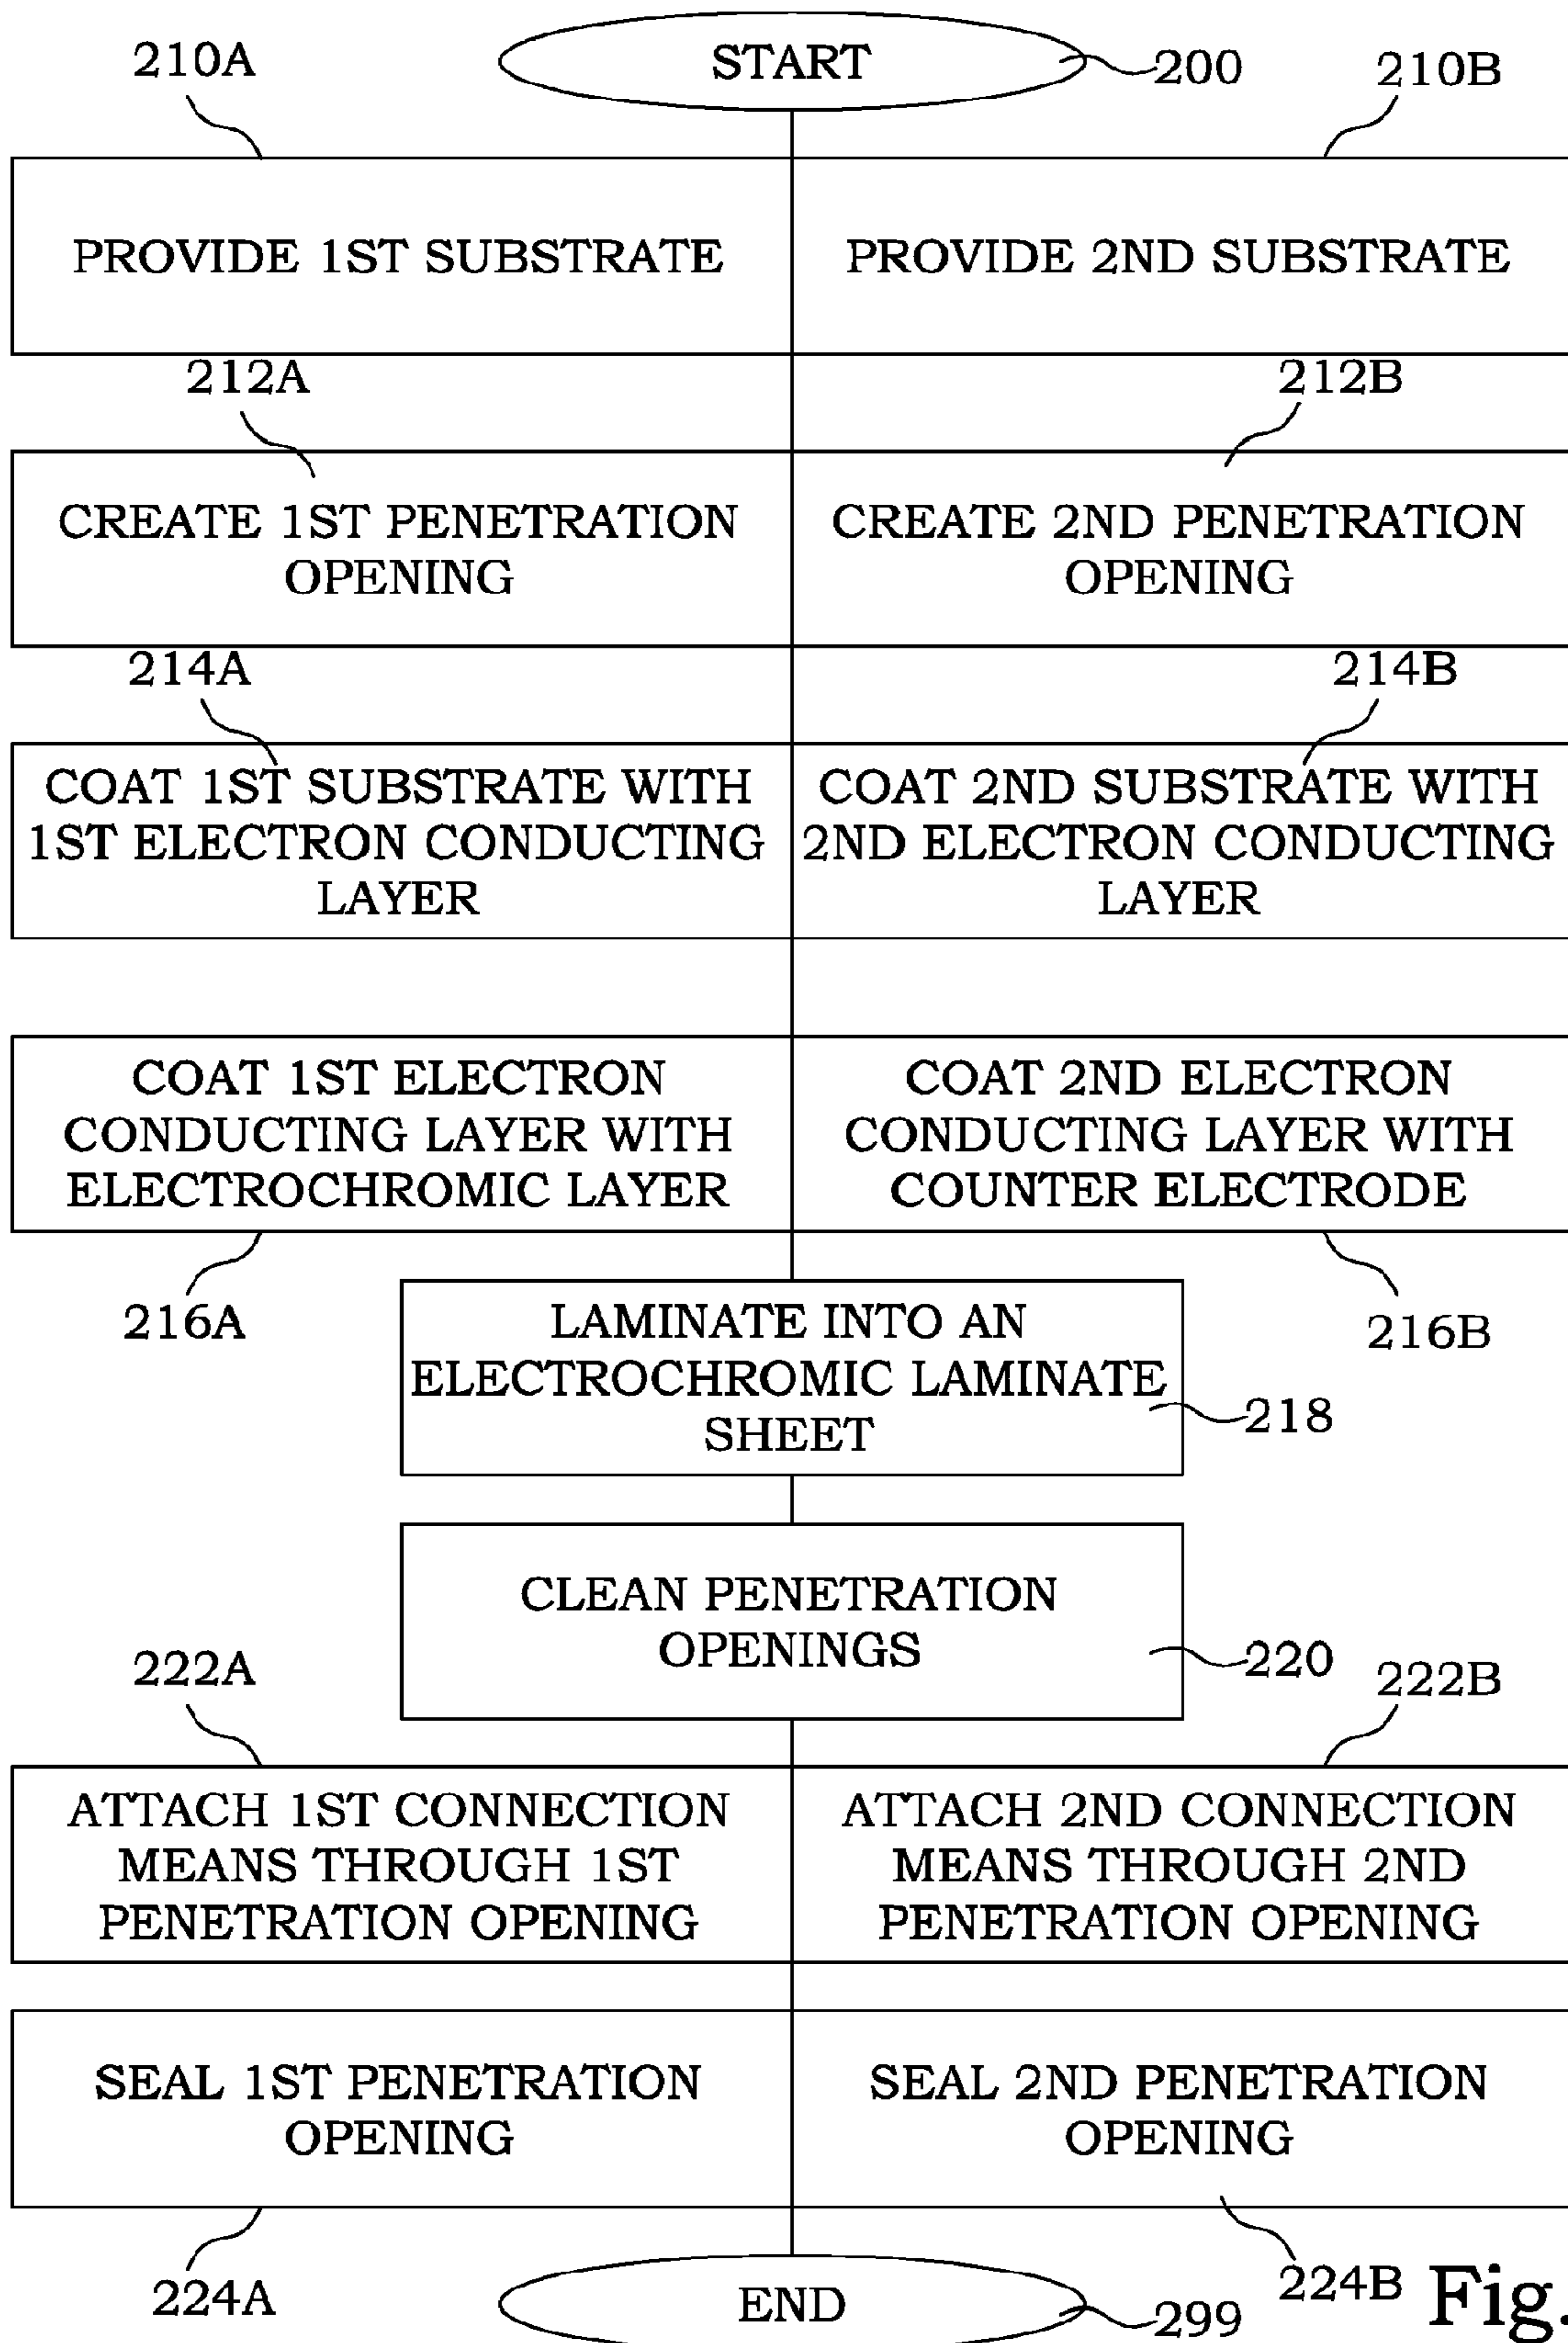 210A
START
200
210B
PROVIDE 1ST SUBSTRATE
PROVIDE 2ND SUBSTRATE
212A
212B
CREATE 1ST PENETRATION
OPENING
CREATE 2ND PENETRATION
OPENING
214A
214B
COAT 1ST SUBSTRATE WITH
1ST ELECTRON CONDUCTING
LAYER
COAT 2ND SUBSTRATE WITH
2ND ELECTRON CONDUCTING
LAYER
COAT 1ST ELECTRON
CONDUCTING LAYER WITH
ELECTROCHROMIC LAYER
COAT 2ND ELECTRON
CONDUCTING LAYER WITH
COUNTER ELECTRODE
216A
216B
LAMINATE INTO AN
ELECTROCHROMIC LAMINATE
SHEET
218
CLEAN PENETRATION
OPENINGS
220
222A
222B
ATTACH 1ST CONNECTION
MEANS THROUGH 1ST
PENETRATION OPENING
ATTACH 2ND CONNECTION
MEANS THROUGH 2ND
PENETRATION OPENING
SEAL 1ST PENETRATION
OPENING
SEAL 2ND PENETRATION
OPENING
224A
224B
END
299
Fig.